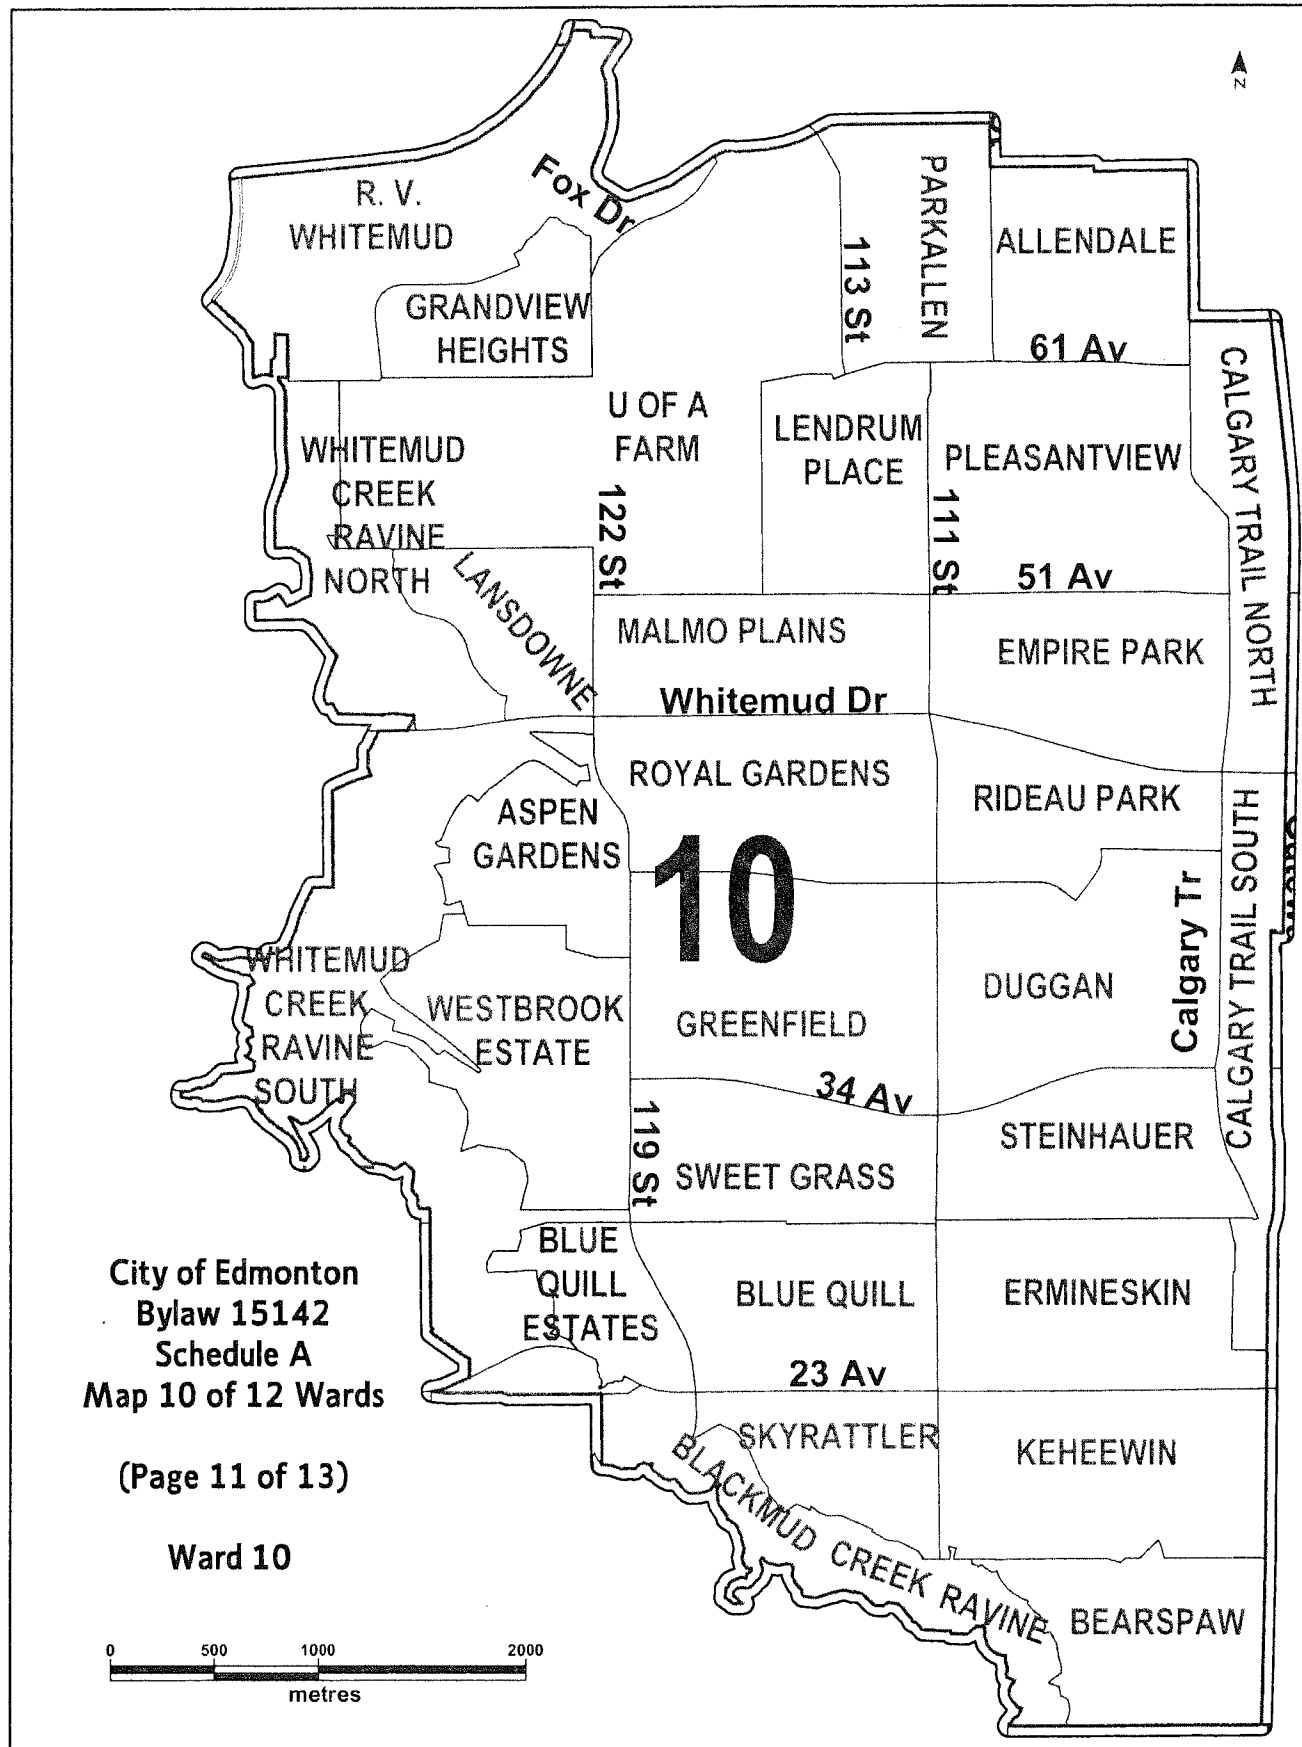 N
R. V.
WHITEMUD
Fox Dr
PARKALLEN
ALLENDALE
113 St
GRANDVIEW
HEIGHTS
61 Av
CALGARY TRAIL NORTH
U OF A
FARM
LENDRUM
PLACE
PLEASANTVIEW
WHITEMUD
CREEK
RAVINE
NORTH
122 St
111 St
51 Av
LANSDOWNE
MALMO PLAINS
EMPIRE PARK
Whitemud Dr
ROYAL GARDENS
RIDEAU PARK
ASPEN
GARDENS
10
CALGARY TRAIL SOUTH
Calgary Tr
WHITEMUD
CREEK
RAVINE
SOUTH
WESTBROOK
ESTATE
GREENFIELD
DUGGAN
34 Av
119 St
STEINHAUER
SWEET GRASS
BLUE
QUILL
ESTATES
BLUE QUILL
ERMINESKIN
23 Av
SKYRATTLER
KEHEEWIN
BLACKMUD CREEK RAVINE
BEARSPAW
City of Edmonton
Bylaw 15142
Schedule A
Map 10 of 12 Wards
(Page 11 of 13)
Ward 10
0 500 1000 2000
metres